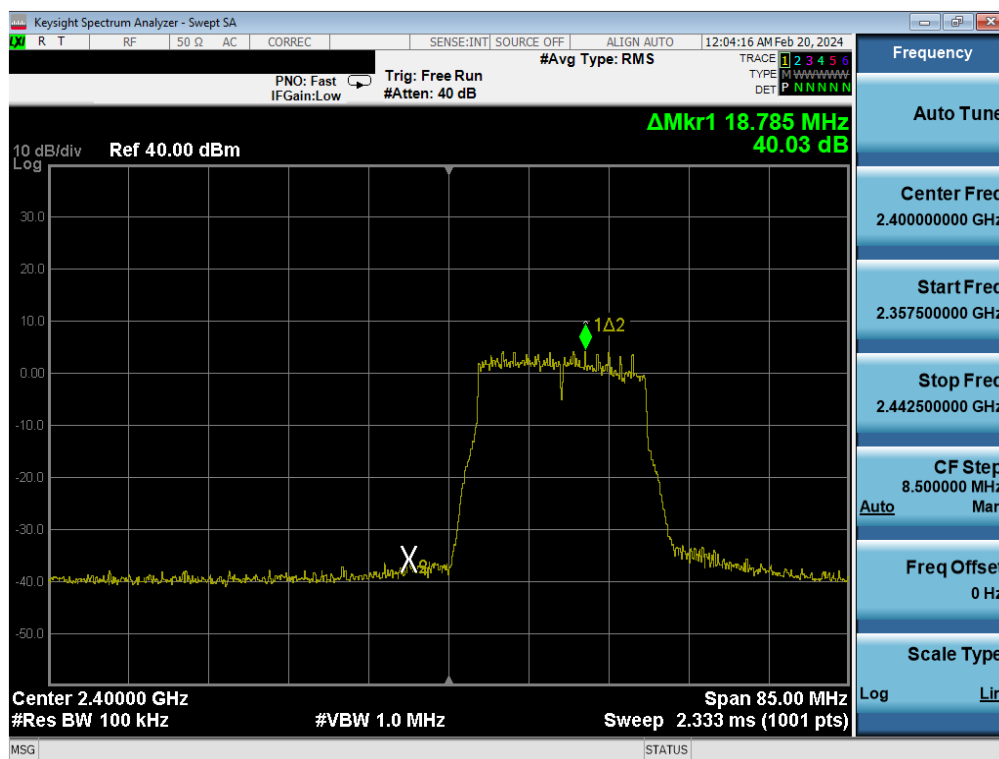 Keysight Spectrum Analyzer - Swept SA
LXI R T RF 50 Ω AC CORREC SENSE:INT SOURCE OFF ALIGN AUTO 12:04:16 AM Feb 20, 2024
#Avg Type: RMS
TRACE 1 2 3 4 5 6
TYPE M WWWWW
DET P N N N N N
PNO: Fast
IFGain:Low
Trig: Free Run
#Atten: 40 dB
ΔMkr1 18.785 MHz
40.03 dB
10 dB/div
Log
Ref 40.00 dBm
30.0
20.0
10.0
0.00
-10.0
-20.0
-30.0
-40.0
-50.0
1Δ2
X2
Center 2.40000 GHz
Span 85.00 MHz
#Res BW 100 kHz
#VBW 1.0 MHz
Sweep 2.333 ms (1001 pts)
MSG
STATUS
Frequency
Auto Tune
Center Freq
2.400000000 GHz
Start Freq
2.357500000 GHz
Stop Freq
2.442500000 GHz
CF Step
8.500000 MHz
Auto Man
Freq Offset
0 Hz
Scale Type
Log Lin